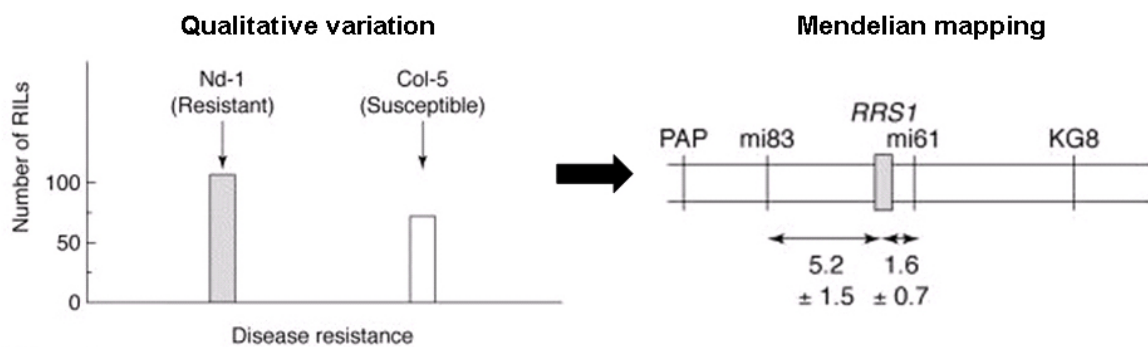 Qualitative variation
Number of RILs
100
50
0
Nd-1
(Resistant)
Col-5
(Susceptible)
Disease resistance
Mendelian mapping
RRS1
PAP mi83 mi61 KG8
5.2 1.6
± 1.5 ± 0.7